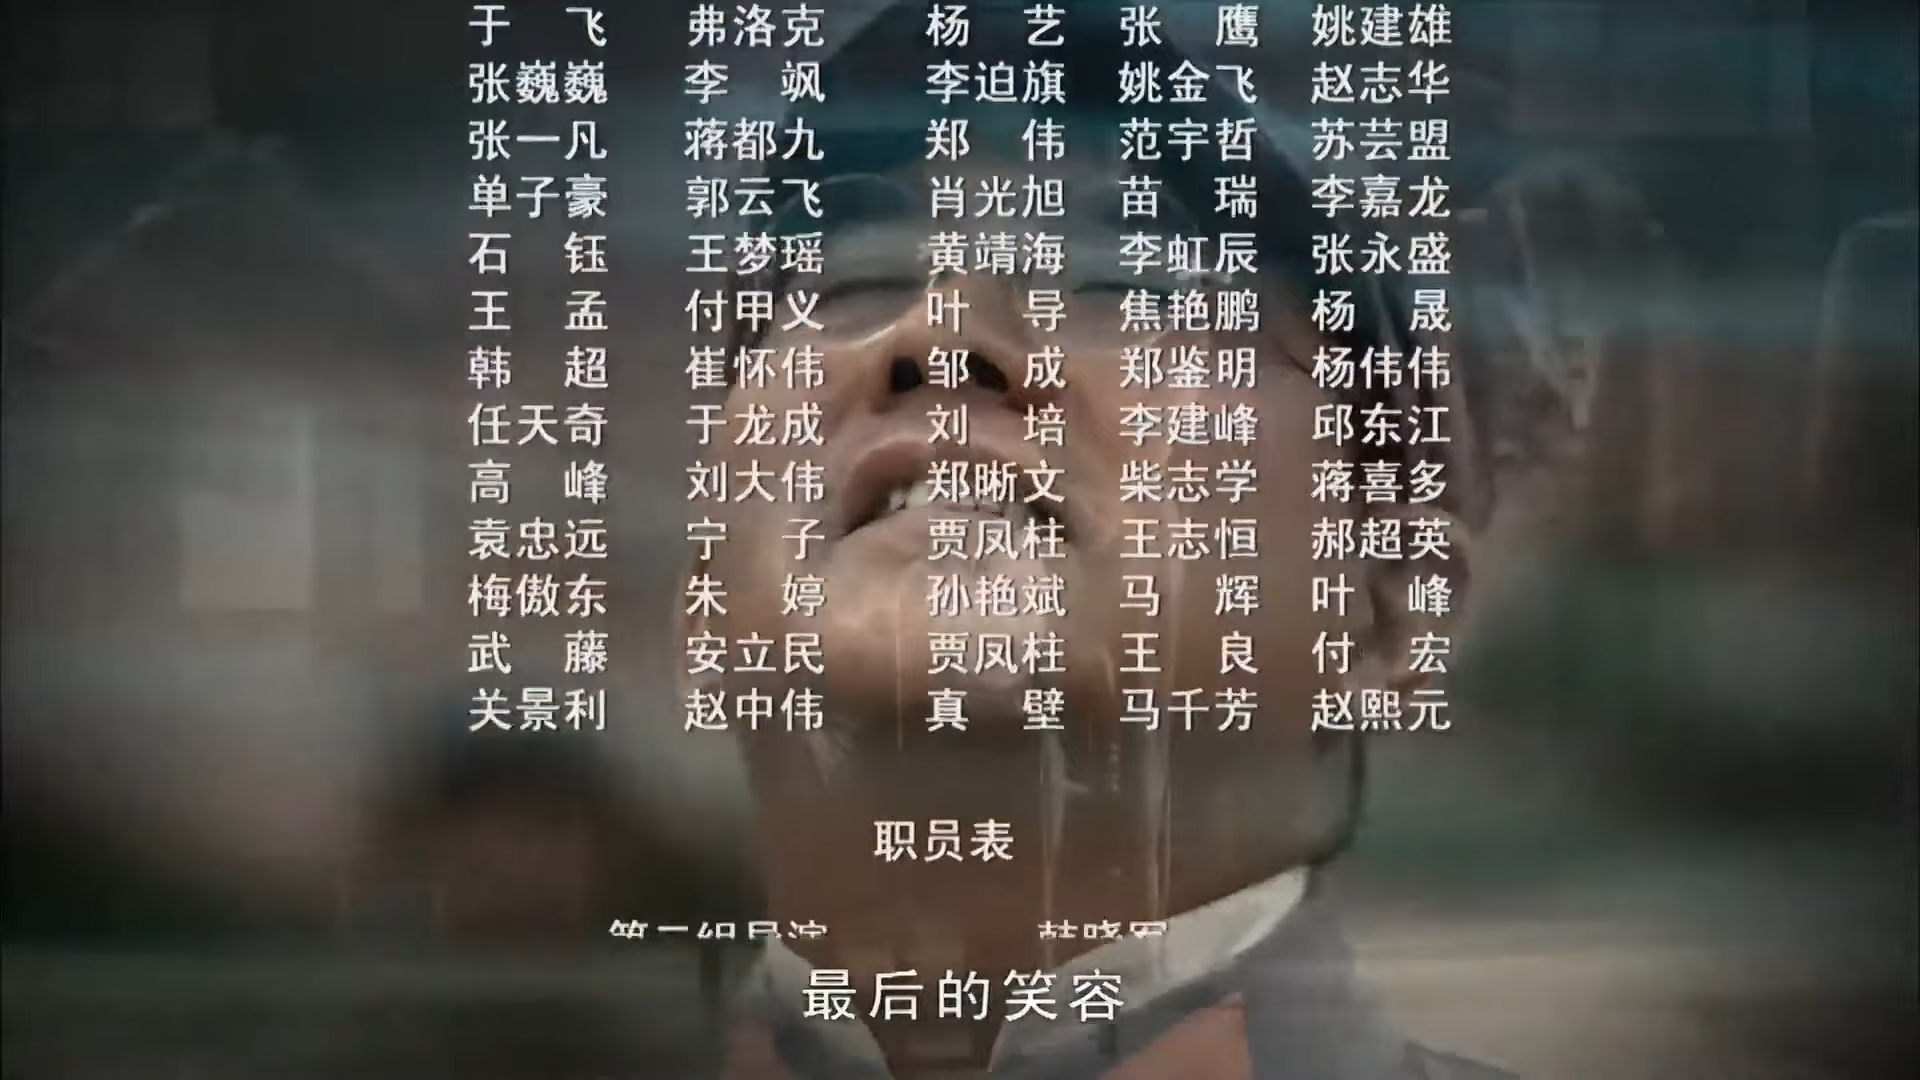 于飞 弗洛克 杨艺 张鹰 姚建雄
张巍巍 李飒 李迫旗 姚金飞 赵志华
张一凡 蒋都九 郑伟 范宇哲 苏芸盟
单子豪 郭云飞 肖光旭 苗瑞 李嘉龙
石钰 王梦瑶 黄靖海 李虹辰 张永盛
王孟 付甲义 叶导 焦艳鹏 杨晟
韩超 崔怀伟 邹成 郑鉴明 杨伟伟
任天奇 于龙成 刘培 李建峰 邱东江
高峰 刘大伟 郑晰文 柴志学 蒋喜多
袁忠远 宁子 贾凤柱 王志恒 郝超英
梅傲东 朱婷 孙艳斌 马辉 叶峰
武藤 安立民 贾凤柱 王良 付宏
关景利 赵中伟 真壁 马千芳 赵熙元
职员表
第二组导演 韩晓军
最后的笑容